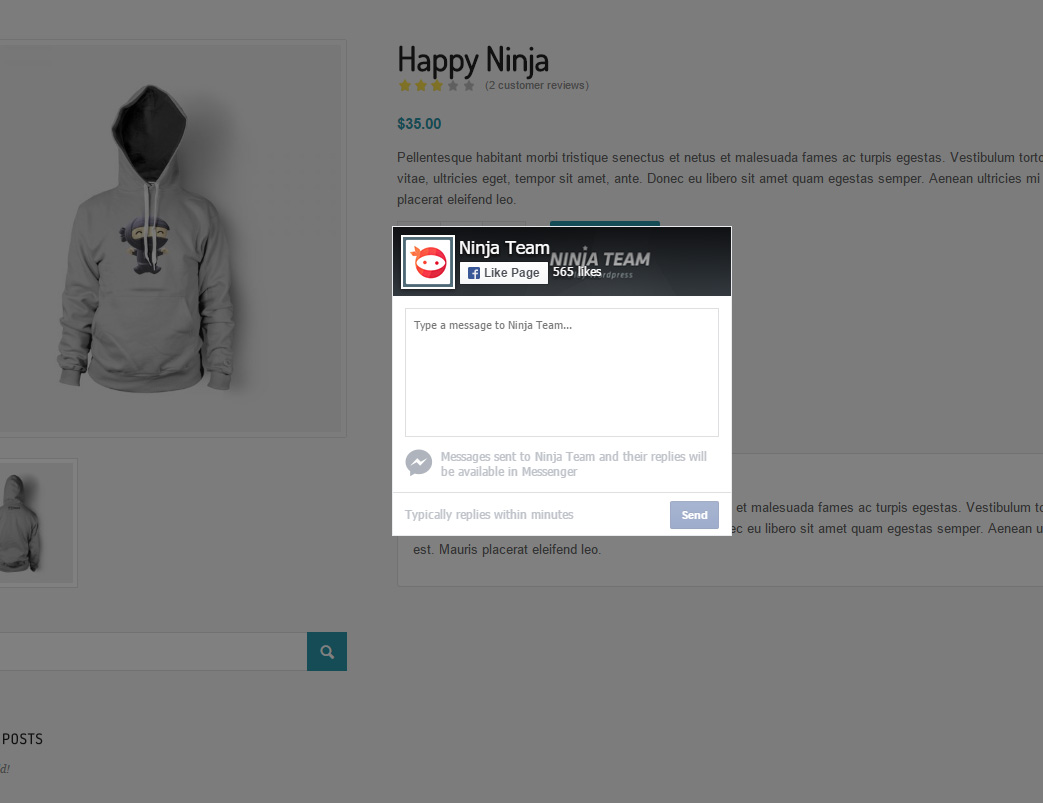 Happy Ninja
(2 customer reviews)
$35.00
Pellentesque habitant morbi tristique senectus et netus et malesuada fames ac turpis egestas. Vestibulum torto
vitae, ultricies eget, tempor sit amet, ante. Donec eu libero sit amet quam egestas semper. Aenean ultricies mi
placerat eleifend leo.
Ninja Team
NINJA TEAM
Like Page
565 likes
Type a message to Ninja Team...
Messages sent to Ninja Team and their replies will
be available in Messenger
Typically replies within minutes
Send
et malesuada fames ac turpis egestas. Vestibulum to
ec eu libero sit amet quam egestas semper. Aenean u
est. Mauris placerat eleifend leo.
POSTS
d!